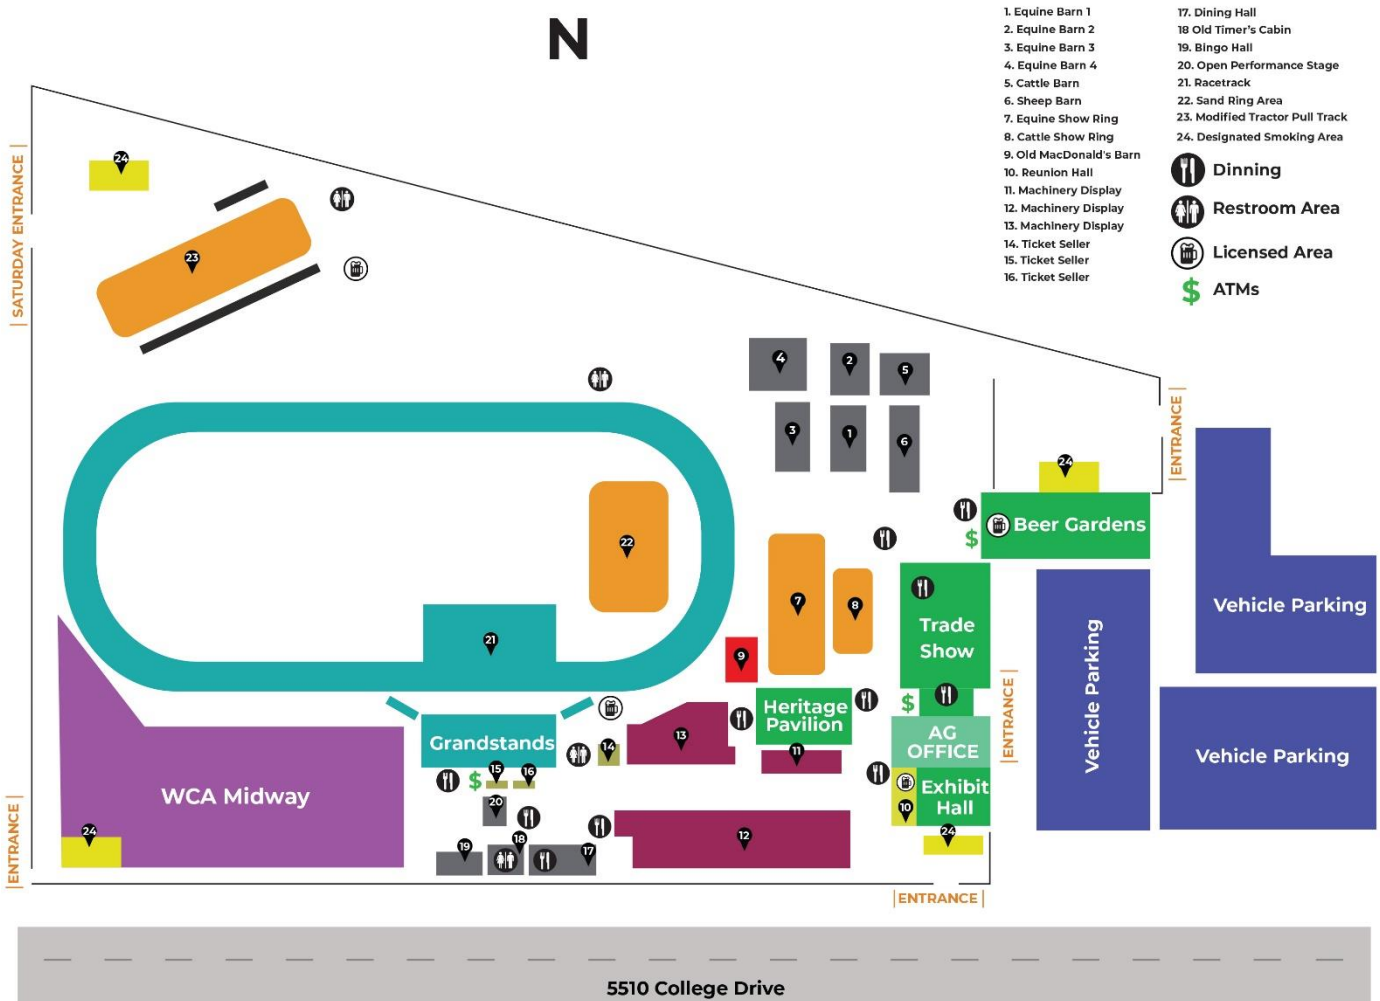 N
1. Equine Barn 1
2. Equine Barn 2
3. Equine Barn 3
4. Equine Barn 4
5. Cattle Barn
6. Sheep Barn
7. Equine Show Ring
8. Cattle Show Ring
9. Old MacDonald's Barn
10. Reunion Hall
11. Machinery Display
12. Machinery Display
13. Machinery Display
14. Ticket Seller
15. Ticket Seller
16. Ticket Seller
17. Dining Hall
18 Old Timer's Cabin
19. Bingo Hall
20. Open Performance Stage
21. Racetrack
22. Sand Ring Area
23. Modified Tractor Pull Track
24. Designated Smoking Area
Dinning
Restroom Area
Licensed Area
$ ATMs
SATURDAY ENTRANCE
24
23
4
2
5
3
1
6
ENTRANCE
24
Beer Gardens
$
22
7
8
Trade
Show
Vehicle Parking
Vehicle Parking
21
9
ENTRANCE
Vehicle Parking
$
Heritage
Pavilion
AG
OFFICE
Grandstands
14
13
11
15
16
$
WCA Midway
Exhibit
Hall
10
20
24
12
24
18
19
17
ENTRANCE
ENTRANCE
5510 College Drive